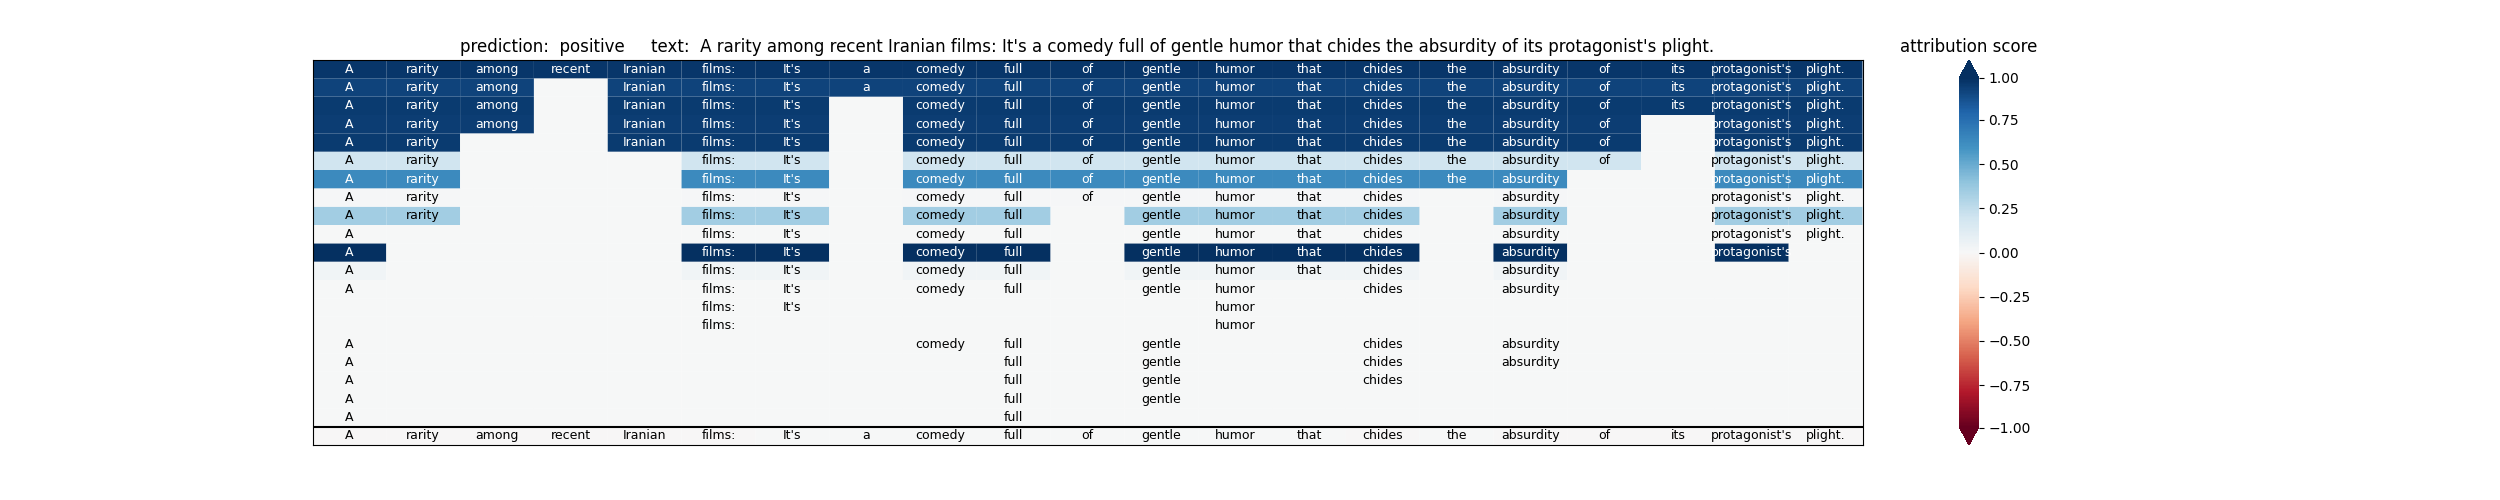 prediction:  positive     text:  A rarity among recent Iranian films: It's a comedy full of gentle humor that chides the absurdity of its protagonist's plight.
attribution score
A rarity among recent Iranian films: It's a comedy full of gentle humor that chides the absurdity of its protagonist's plight.
A rarity among Iranian films: It's a comedy full of gentle humor that chides the absurdity of its protagonist's plight.
A rarity among Iranian films: It's comedy full of gentle humor that chides the absurdity of its protagonist's plight.
A rarity among Iranian films: It's comedy full of gentle humor that chides the absurdity of protagonist's plight.
A rarity Iranian films: It's comedy full of gentle humor that chides the absurdity of protagonist's plight.
A rarity films: It's comedy full of gentle humor that chides the absurdity of protagonist's plight.
A rarity films: It's comedy full of gentle humor that chides the absurdity protagonist's plight.
A rarity films: It's comedy full of gentle humor that chides absurdity protagonist's plight.
A rarity films: It's comedy full gentle humor that chides absurdity protagonist's plight.
A films: It's comedy full gentle humor that chides absurdity protagonist's plight.
A films: It's comedy full gentle humor that chides absurdity protagonist's
A films: It's comedy full gentle humor that chides absurdity
A films: It's comedy full gentle humor chides absurdity
films: It's humor
films: humor
A comedy full gentle chides absurdity
A full gentle chides absurdity
A full gentle chides
A full gentle
A full
A rarity among recent Iranian films: It's a comedy full of gentle humor that chides the absurdity of its protagonist's plight.
1.00
0.75
0.50
0.25
0.00
−0.25
−0.50
−0.75
−1.00